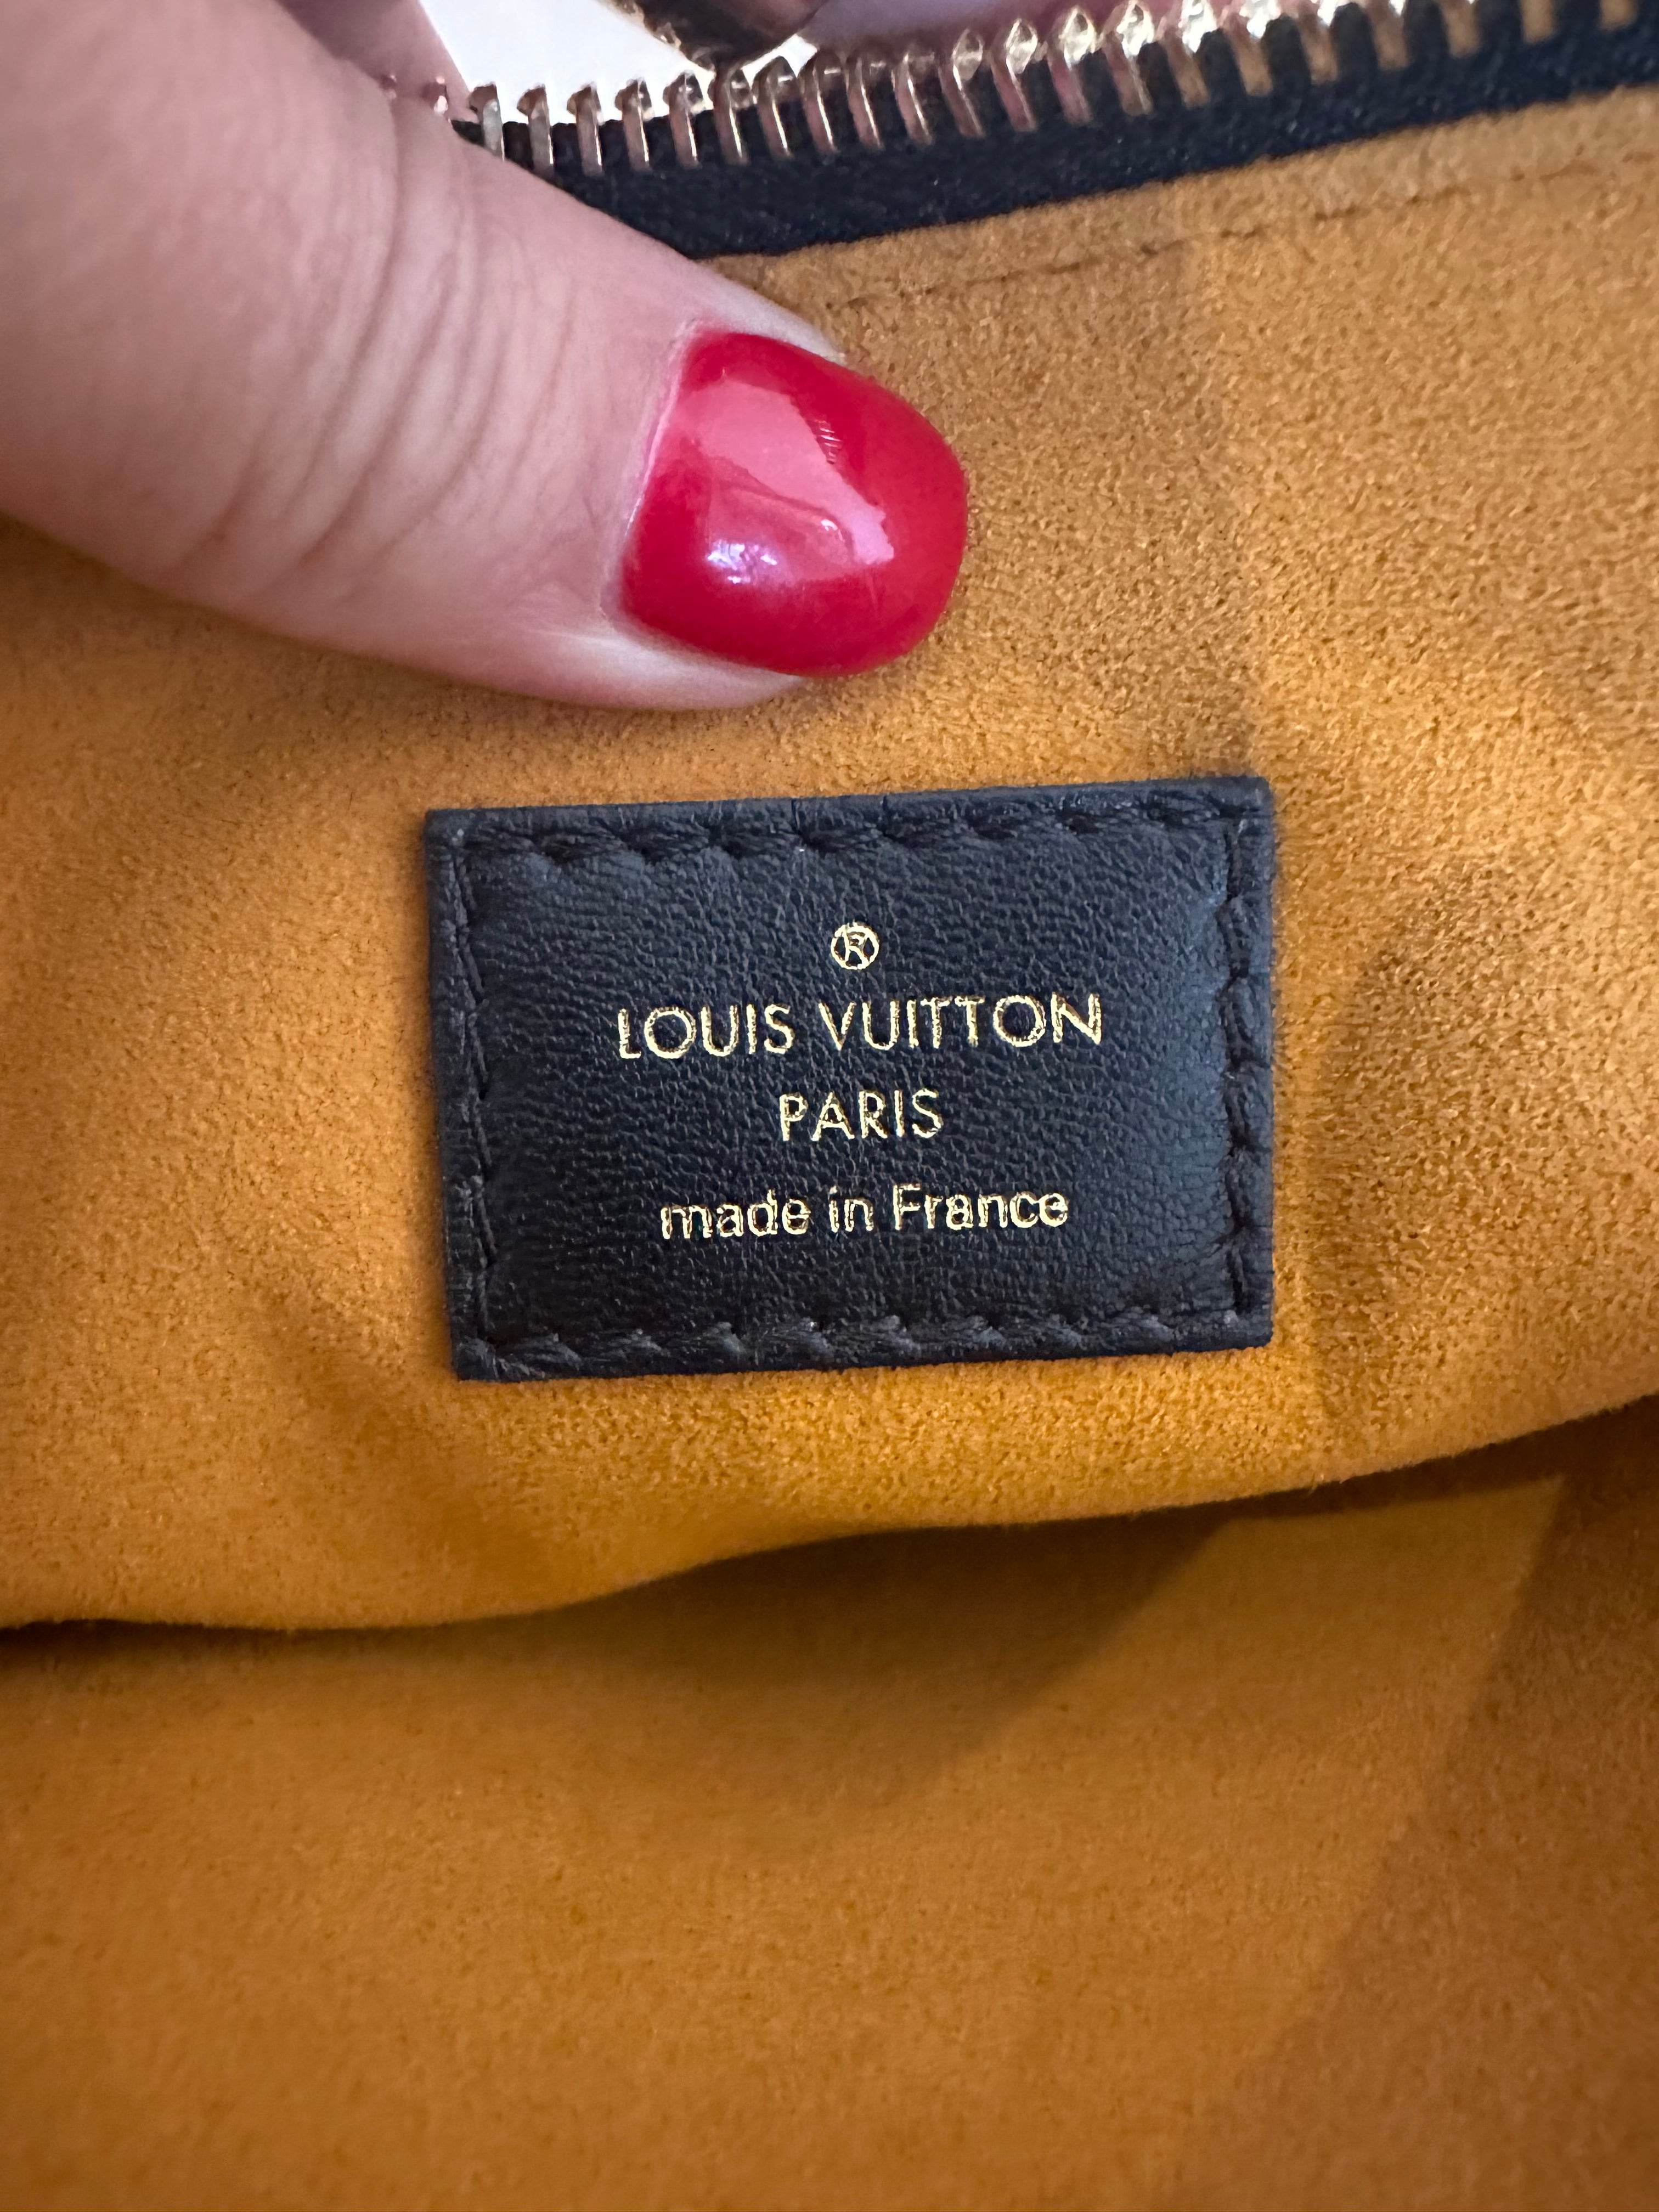 ®
LOUIS VUITTON
PARIS
made in France